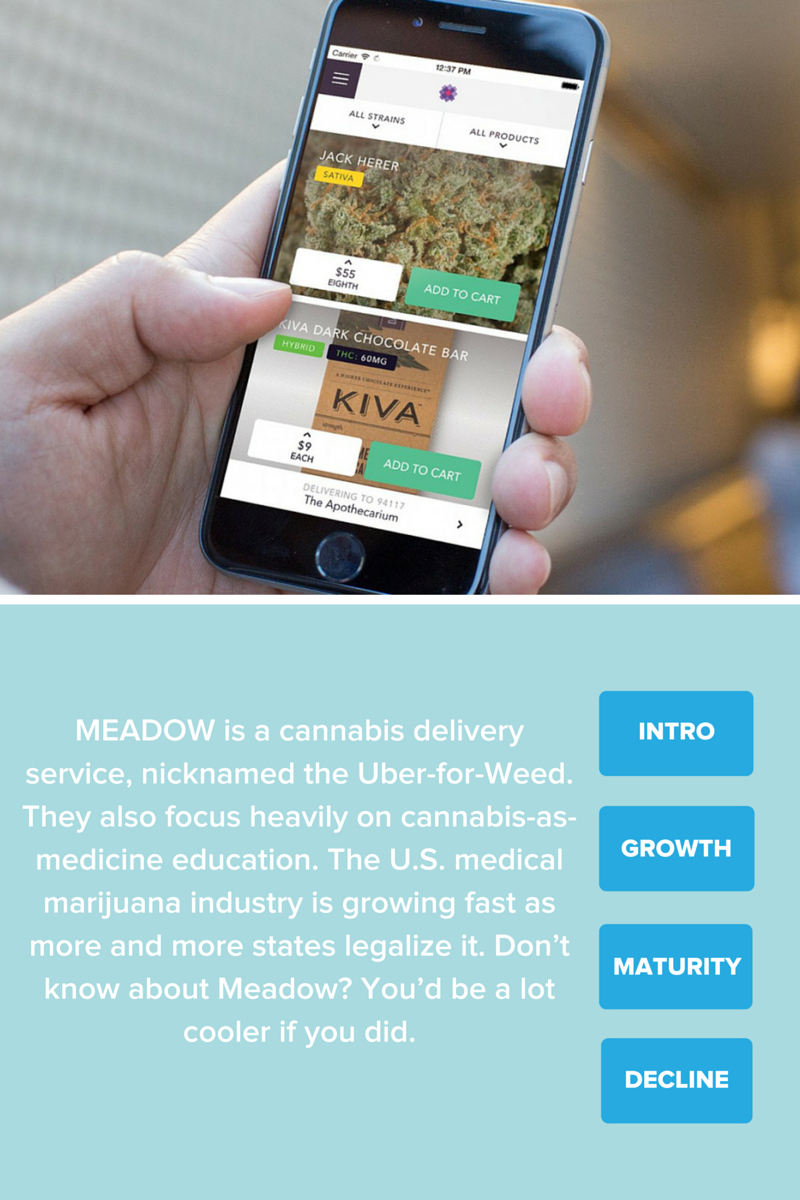 Carrier
12:37 PM
ALL STRAINS
ALL PRODUCTS
JACK HERER
SATIVA
$55
EIGHTH
ADD TO CART
KIVA DARK CHOCOLATE BAR
HYBRID
THC: 60MG
A HIGHER CHOCOLATE EXPERIENCE
KIVA
$9
EACH
ADD TO CART
DELIVERING TO 94117
The Apothecarium
MEADOW is a cannabis delivery
service, nicknamed the Uber-for-Weed.
They also focus heavily on cannabis-as-
medicine education. The U.S. medical
marijuana industry is growing fast as
more and more states legalize it. Don’t
know about Meadow? You’d be a lot
cooler if you did.
INTRO
GROWTH
MATURITY
DECLINE